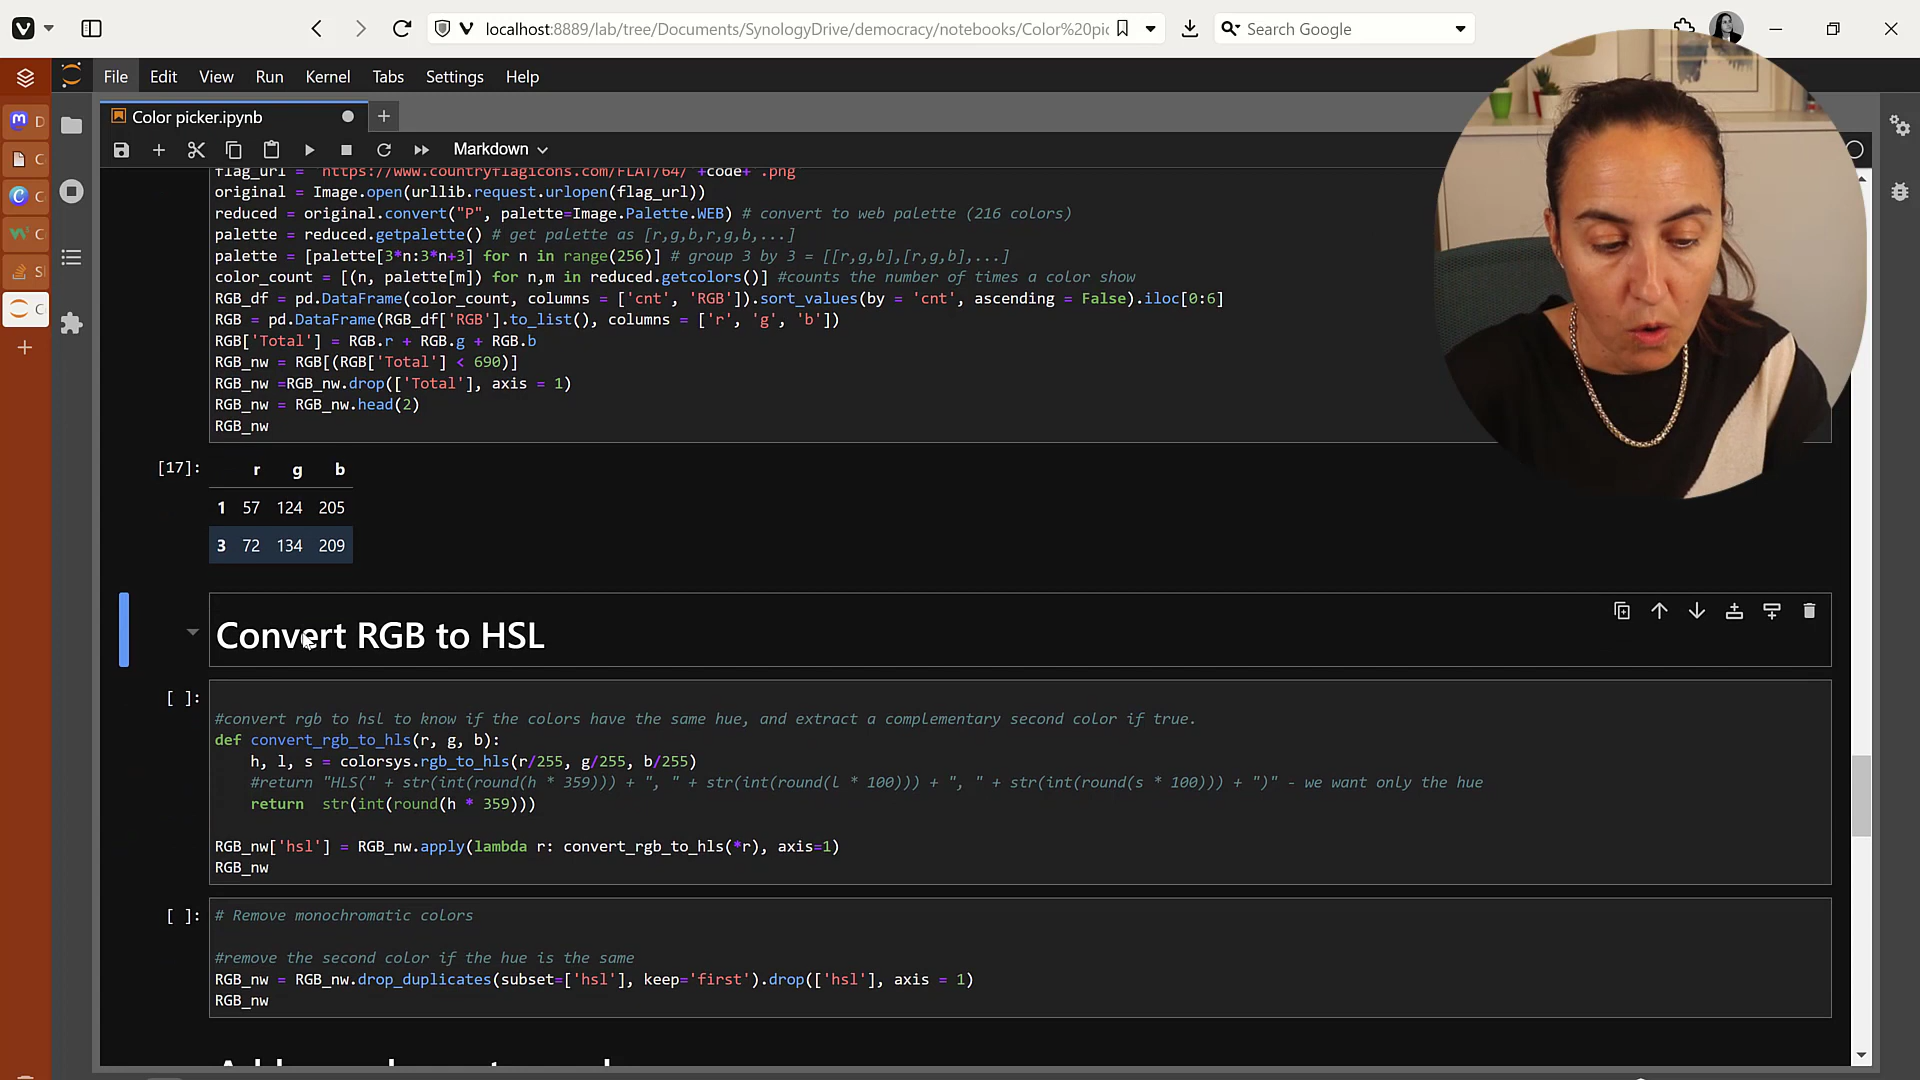 localhost:8889/lab/tree/Documents/SynologyDrive/democracy/notebooks/Color%20pic
Search Google
File Edit View Run Kernel Tabs Settings Help
Color picker.ipynb
Markdown
flag_url = "https://www.countryflagicons.com/FLAT/64/"+code+".png"
original = Image.open(urllib.request.urlopen(flag_url))
reduced = original.convert("P", palette=Image.Palette.WEB) # convert to web palette (216 colors)
palette = reduced.getpalette() # get palette as [r,g,b,r,g,b,...]
palette = [palette[3*n:3*n+3] for n in range(256)] # group 3 by 3 = [[r,g,b],[r,g,b],...]
color_count = [(n, palette[m]) for n,m in reduced.getcolors()] #counts the number of times a color show
RGB_df = pd.DataFrame(color_count, columns = ['cnt', 'RGB']).sort_values(by = 'cnt', ascending = False).iloc[0:6]
RGB = pd.DataFrame(RGB_df['RGB'].to_list(), columns = ['r', 'g', 'b'])
RGB['Total'] = RGB.r + RGB.g + RGB.b
RGB_nw = RGB[(RGB['Total'] < 690)]
RGB_nw =RGB_nw.drop(['Total'], axis = 1)
RGB_nw = RGB_nw.head(2)
RGB_nw
[17]: r g b
1 57 124 205
3 72 134 209
Convert RGB to HSL
[ ]:
#convert rgb to hsl to know if the colors have the same hue, and extract a complementary second color if true.
def convert_rgb_to_hls(r, g, b):
h, l, s = colorsys.rgb_to_hls(r/255, g/255, b/255)
#return "HLS(" + str(int(round(h * 359))) + ", " + str(int(round(l * 100))) + ", " + str(int(round(s * 100))) + ")" - we want only the hue
return str(int(round(h * 359)))
RGB_nw['hsl'] = RGB_nw.apply(lambda r: convert_rgb_to_hls(*r), axis=1)
RGB_nw
[ ]: # Remove monochromatic colors
#remove the second color if the hue is the same
RGB_nw = RGB_nw.drop_duplicates(subset=['hsl'], keep='first').drop(['hsl'], axis = 1)
RGB_nw